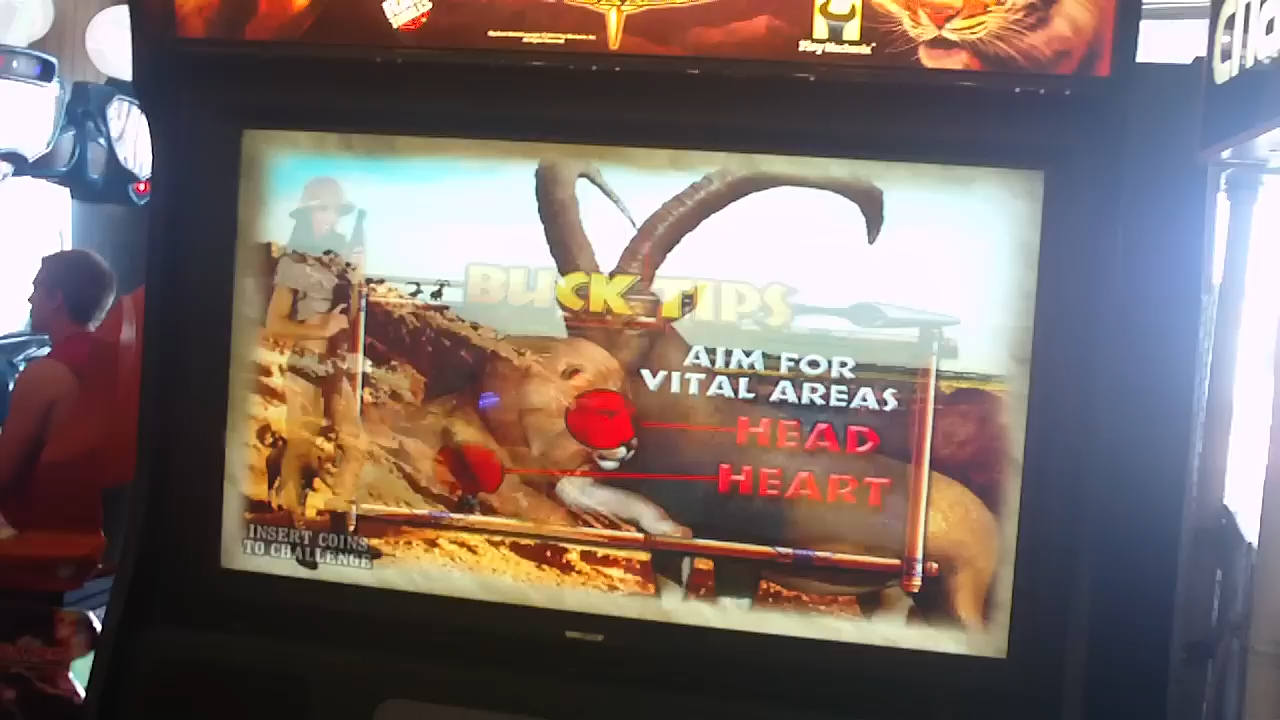 BUCK TIPS
AIM FOR
VITAL AREAS
HEAD
HEART
INSERT COINS
TO CHALLENGE